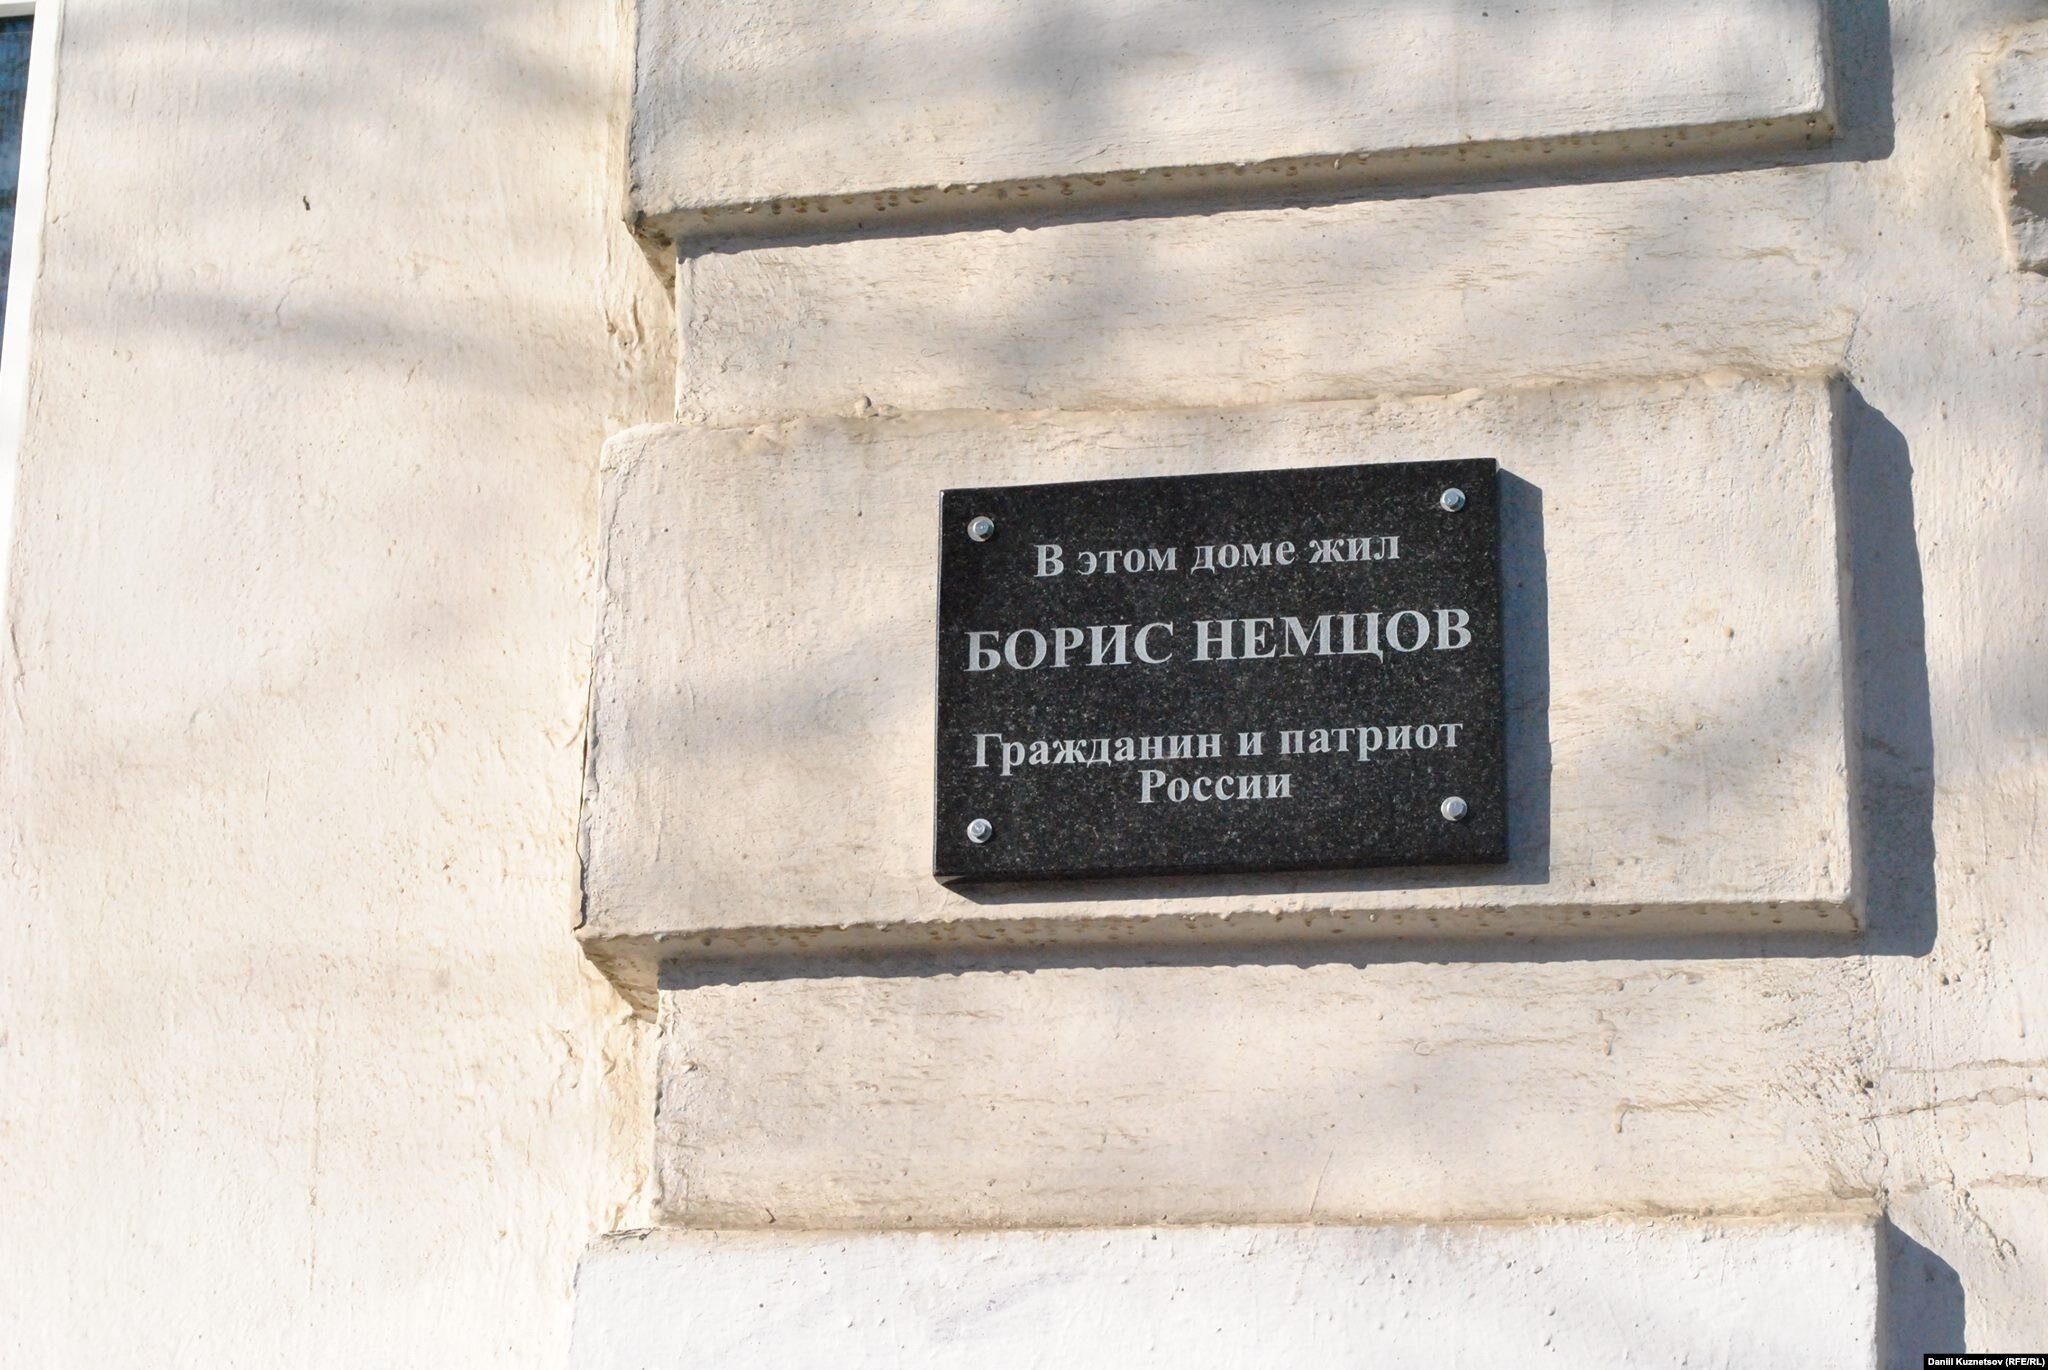 В этом доме жил
БОРИС НЕМЦОВ
Гражданин и патриот
России
Daniil Kuznetsov (RFE/RL)